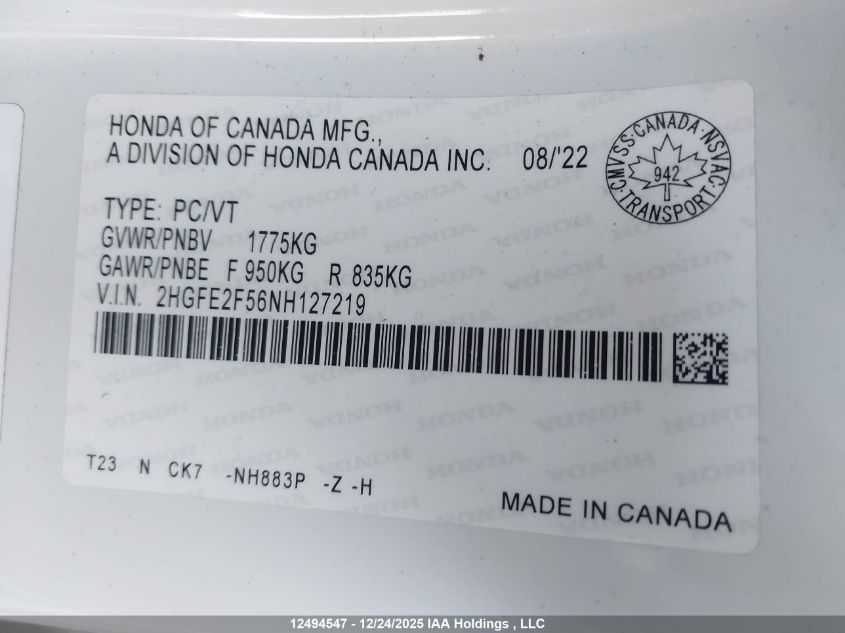 HONDA OF CANADA MFG.,
A DIVISION OF HONDA CANADA INC. 08/'22
CMVSS·CANADA·NSVAC·TRANSPORT
942
TYPE: PC/VT
GVWR/PNBV 1775KG
GAWR/PNBE F 950KG R 835KG
V.I.N. 2HGFE2F56NH127219
T23 N CK7 -NH883P -Z -H
MADE IN CANADA
12494547 - 12/24/2025 IAA Holdings , LLC